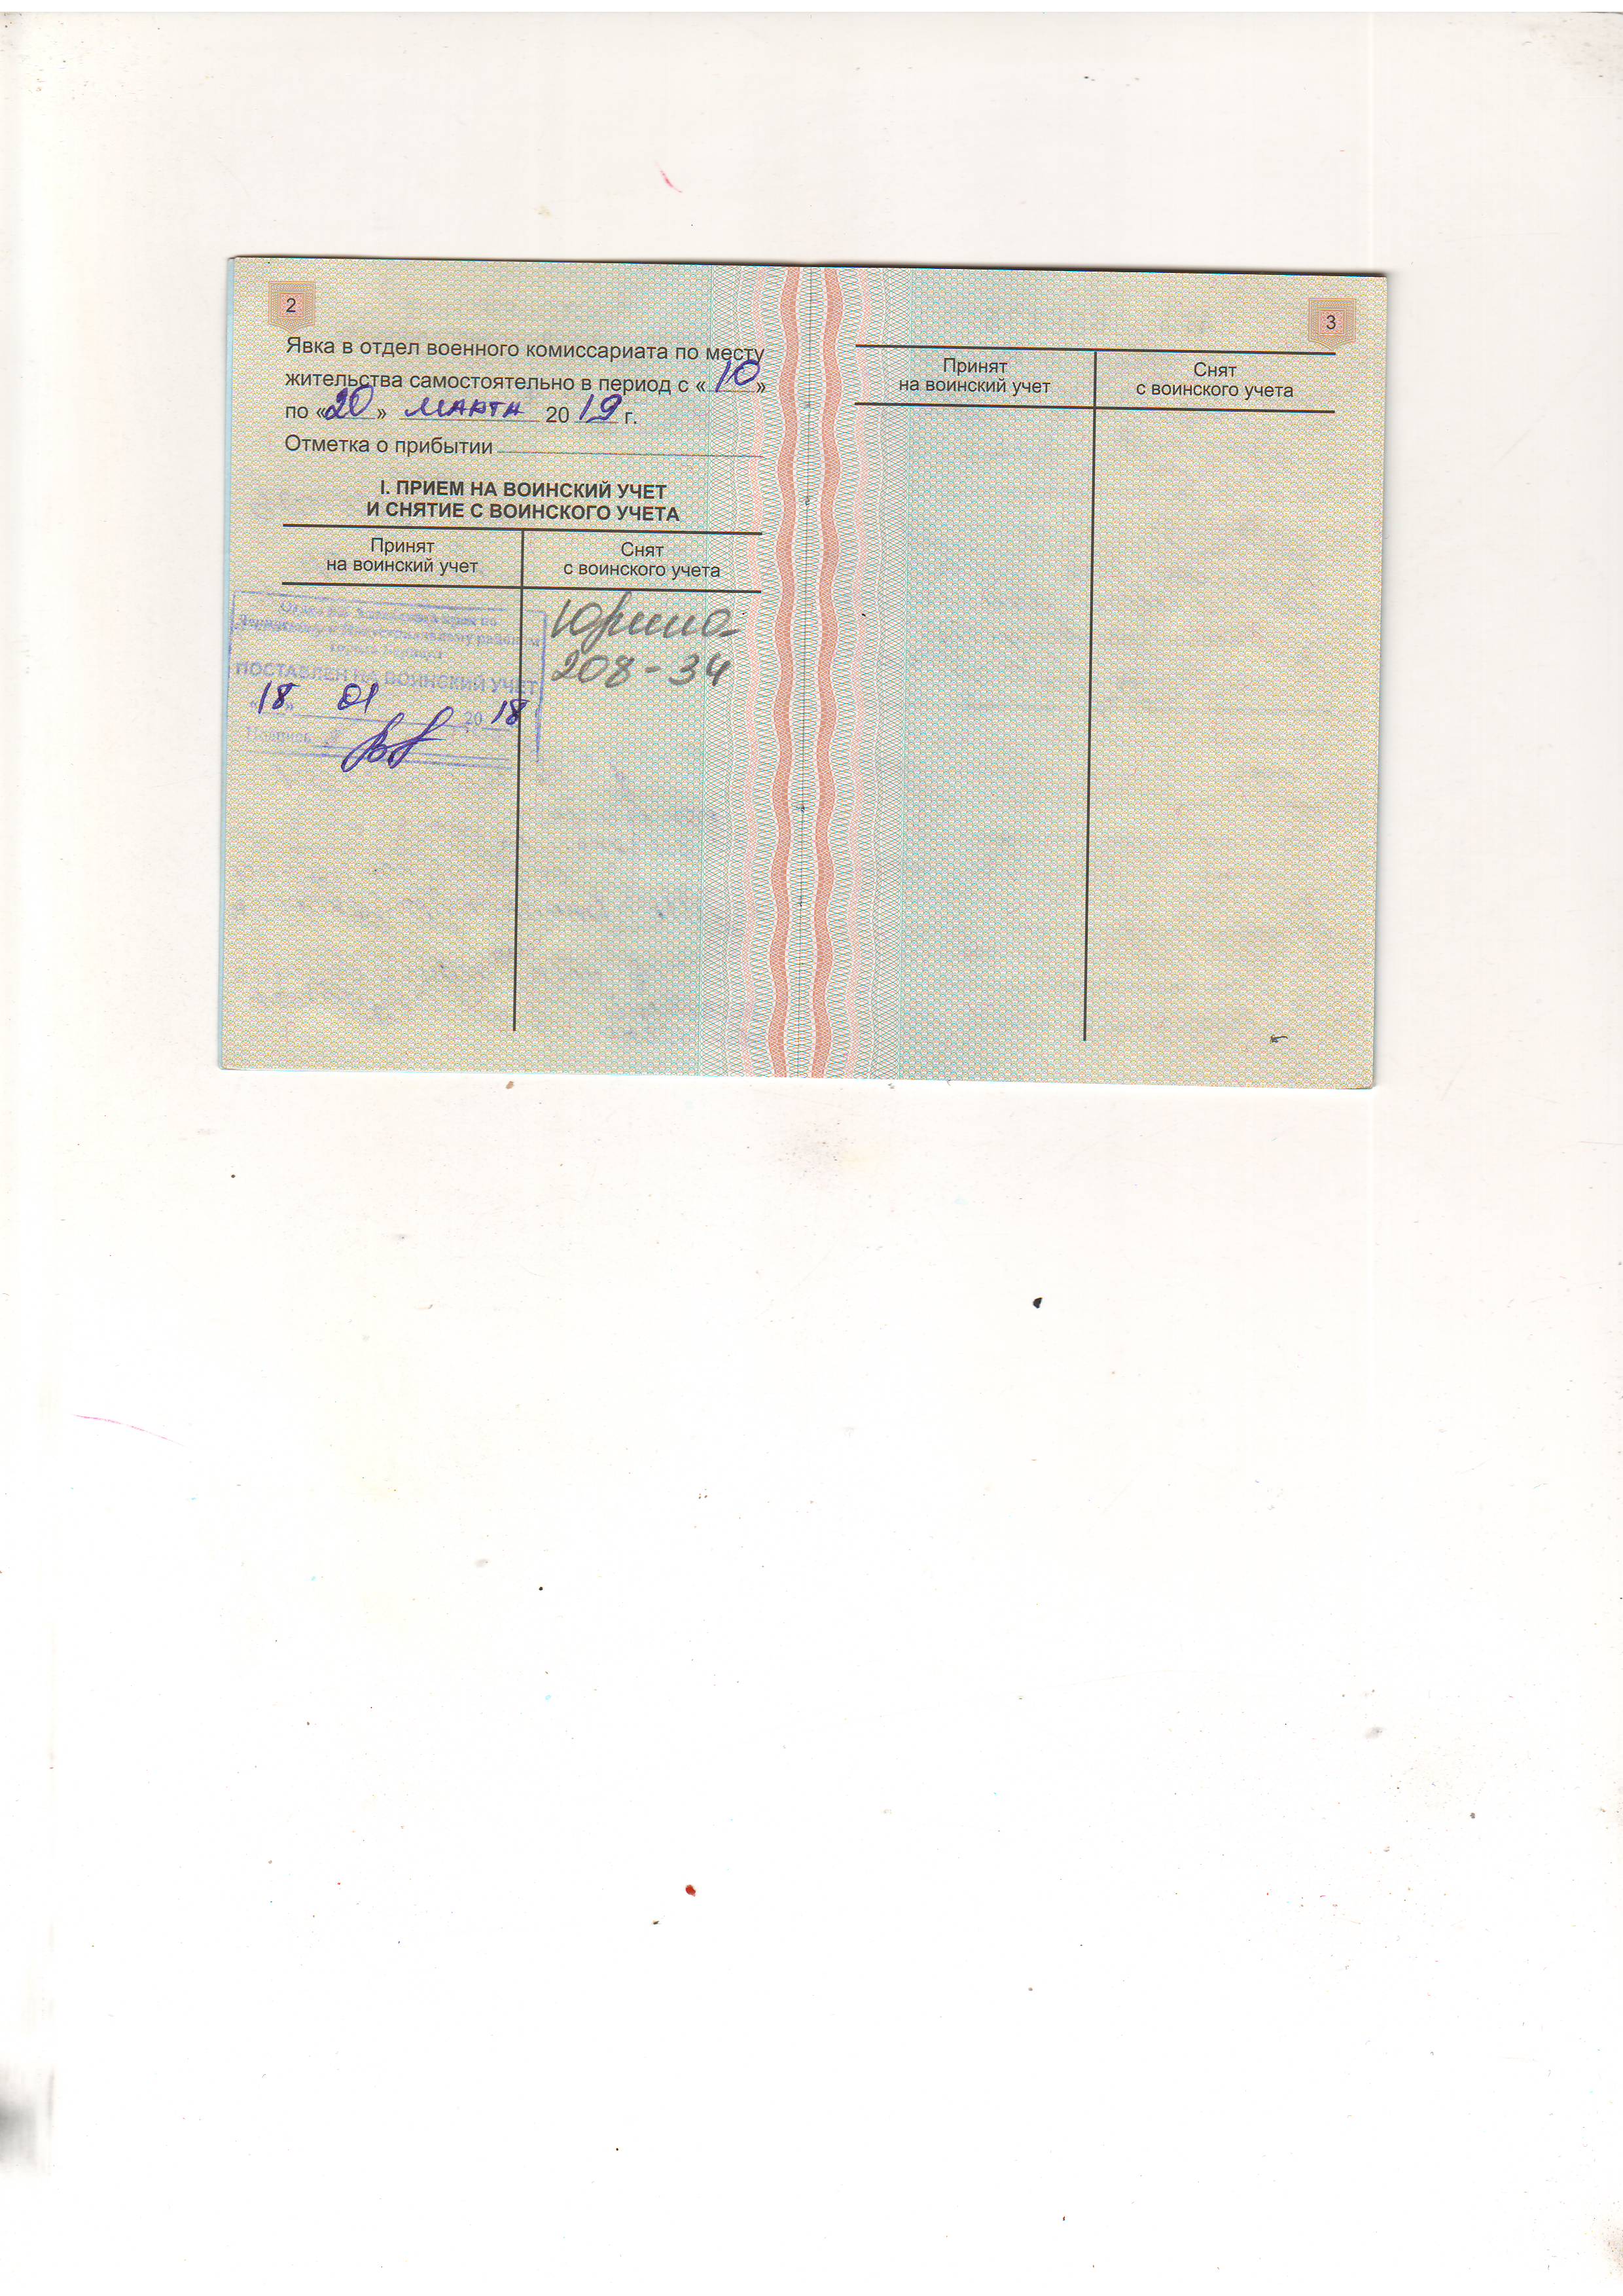 2
Явка в отдел военного комиссариата по месту
жительства самостоятельно в период с «10»
по «20» марта 2019 г.
Отметка о прибытии
I. ПРИЕМ НА ВОИНСКИЙ УЧЕТ
И СНЯТИЕ С ВОИНСКОГО УЧЕТА
Принят
на воинский учет
Снят
с воинского учета
Индустриальному
ПОСТАВЛЕН НА ВОИНСКИЙ УЧЕТ
«18» 01 2018
Подпись
Юрина
208-34
3
Принят
на воинский учет
Снят
с воинского учета